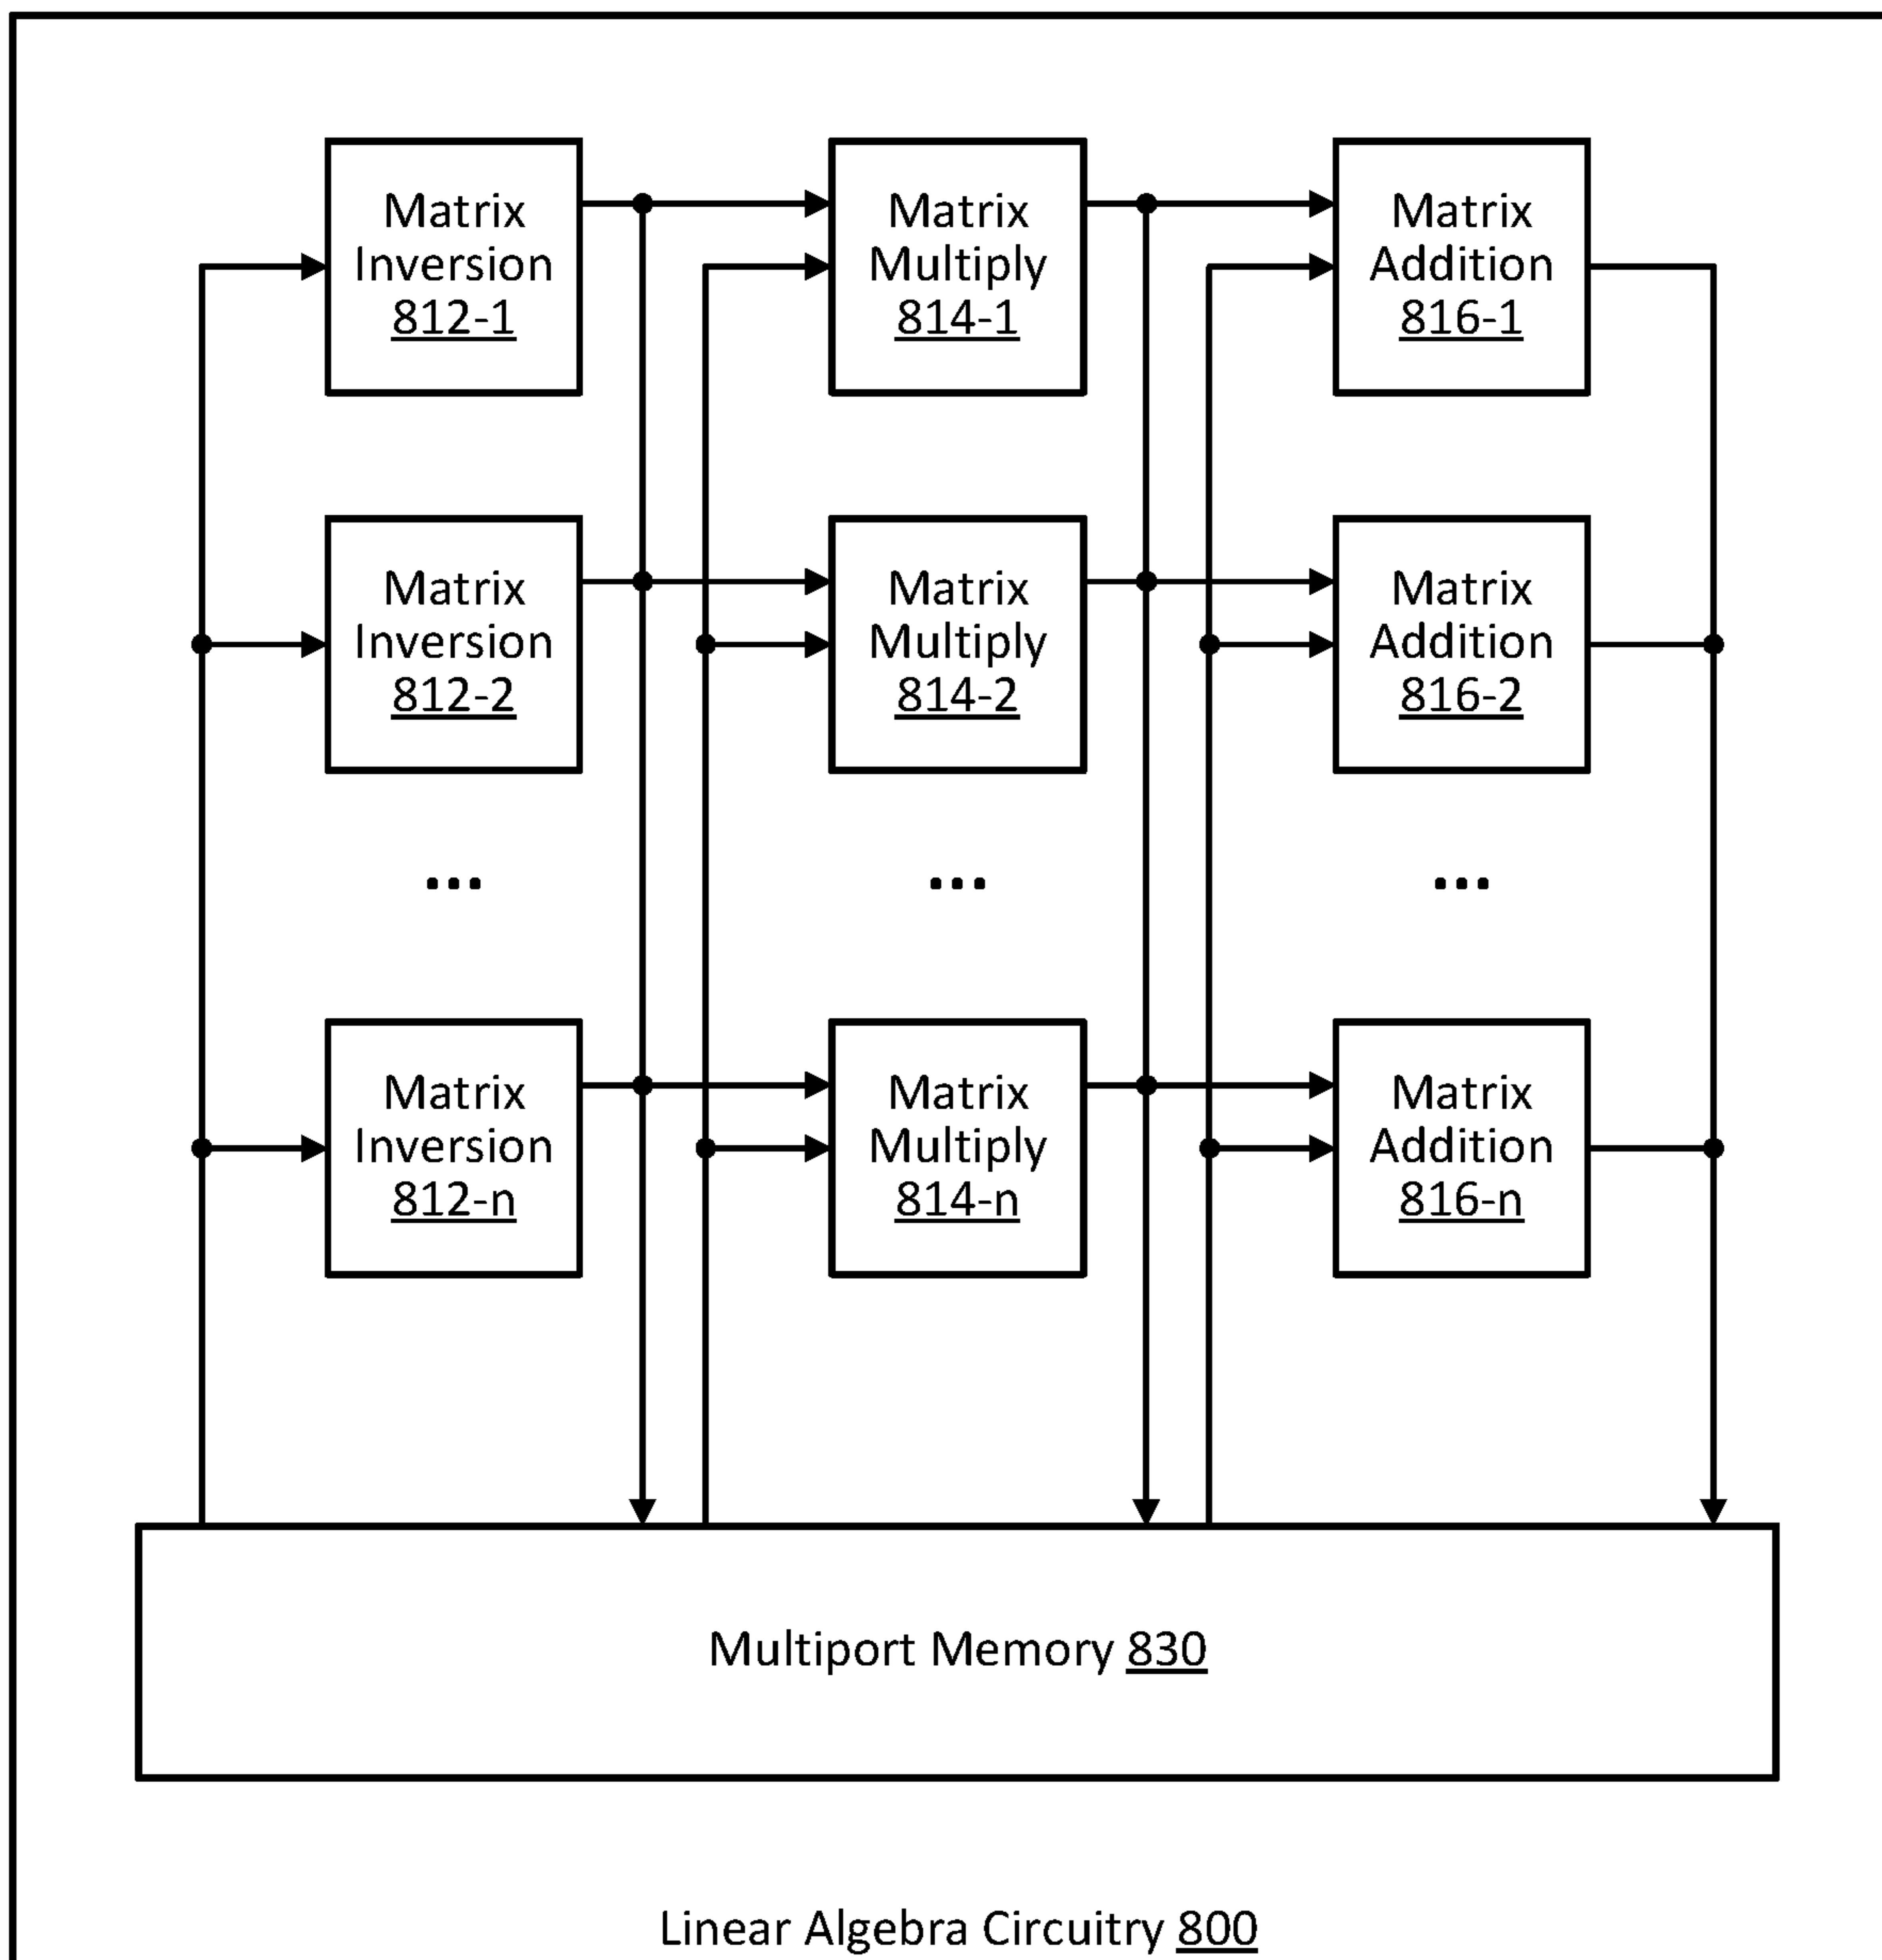 Matrix
Inversion
812-1
Matrix
Multiply
814-1
Matrix
Addition
816-1
Matrix
Inversion
812-2
Matrix
Multiply
814-2
Matrix
Addition
816-2
...
...
...
Matrix
Inversion
812-n
Matrix
Multiply
814-n
Matrix
Addition
816-n
Multiport Memory 830
Linear Algebra Circuitry 800